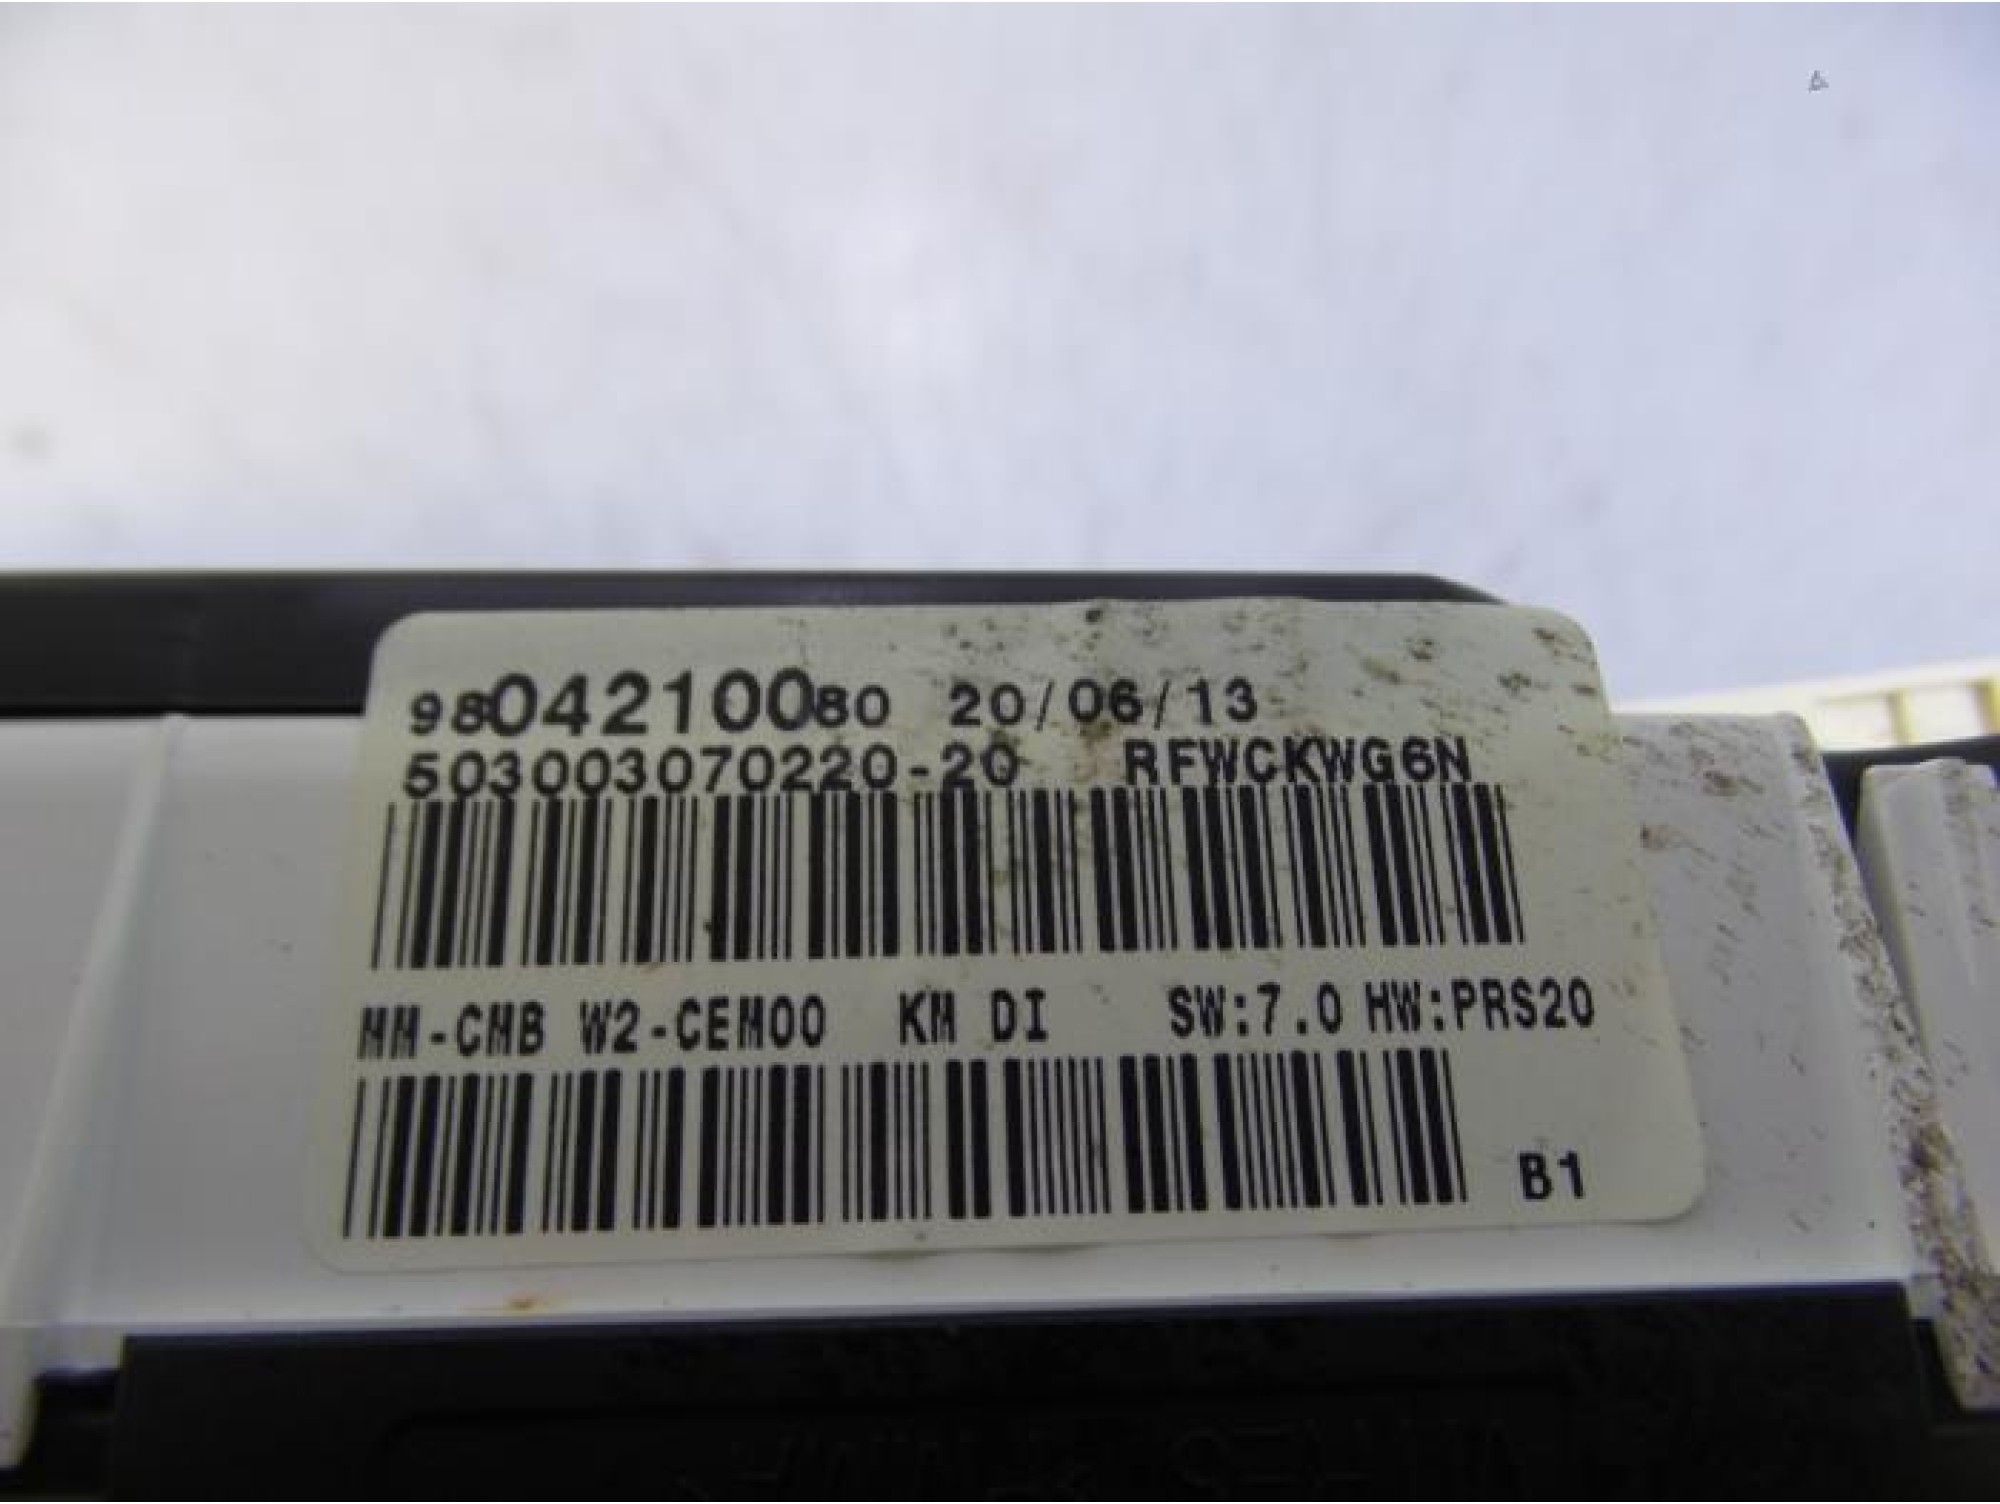 9804210080 20/06/13
503003070220-20 RFWCKWG6N
MM-CMB W2-CEM00 KM DI SW:7.0 HW:PRS20
B1